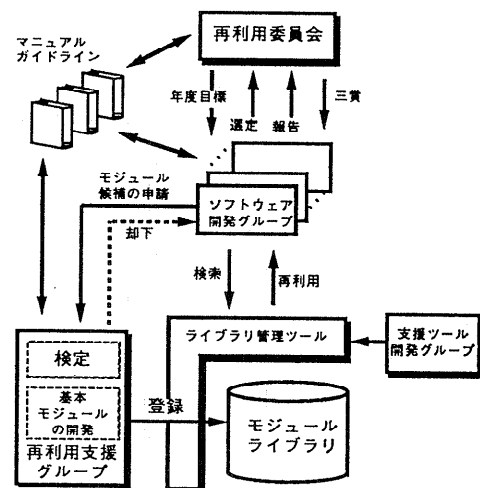 再利用委員会
マニュアル
ガイドライン
年度目標
選定
報告
三賞
モジュール
候補の申請
却下
ソフトウェア
開発グループ
検索
再利用
ライブラリ管理ツール
支援ツール
開発グループ
検定
基本
モジュール
の開発
再利用支援
グループ
登録
モジュール
ライブラリ